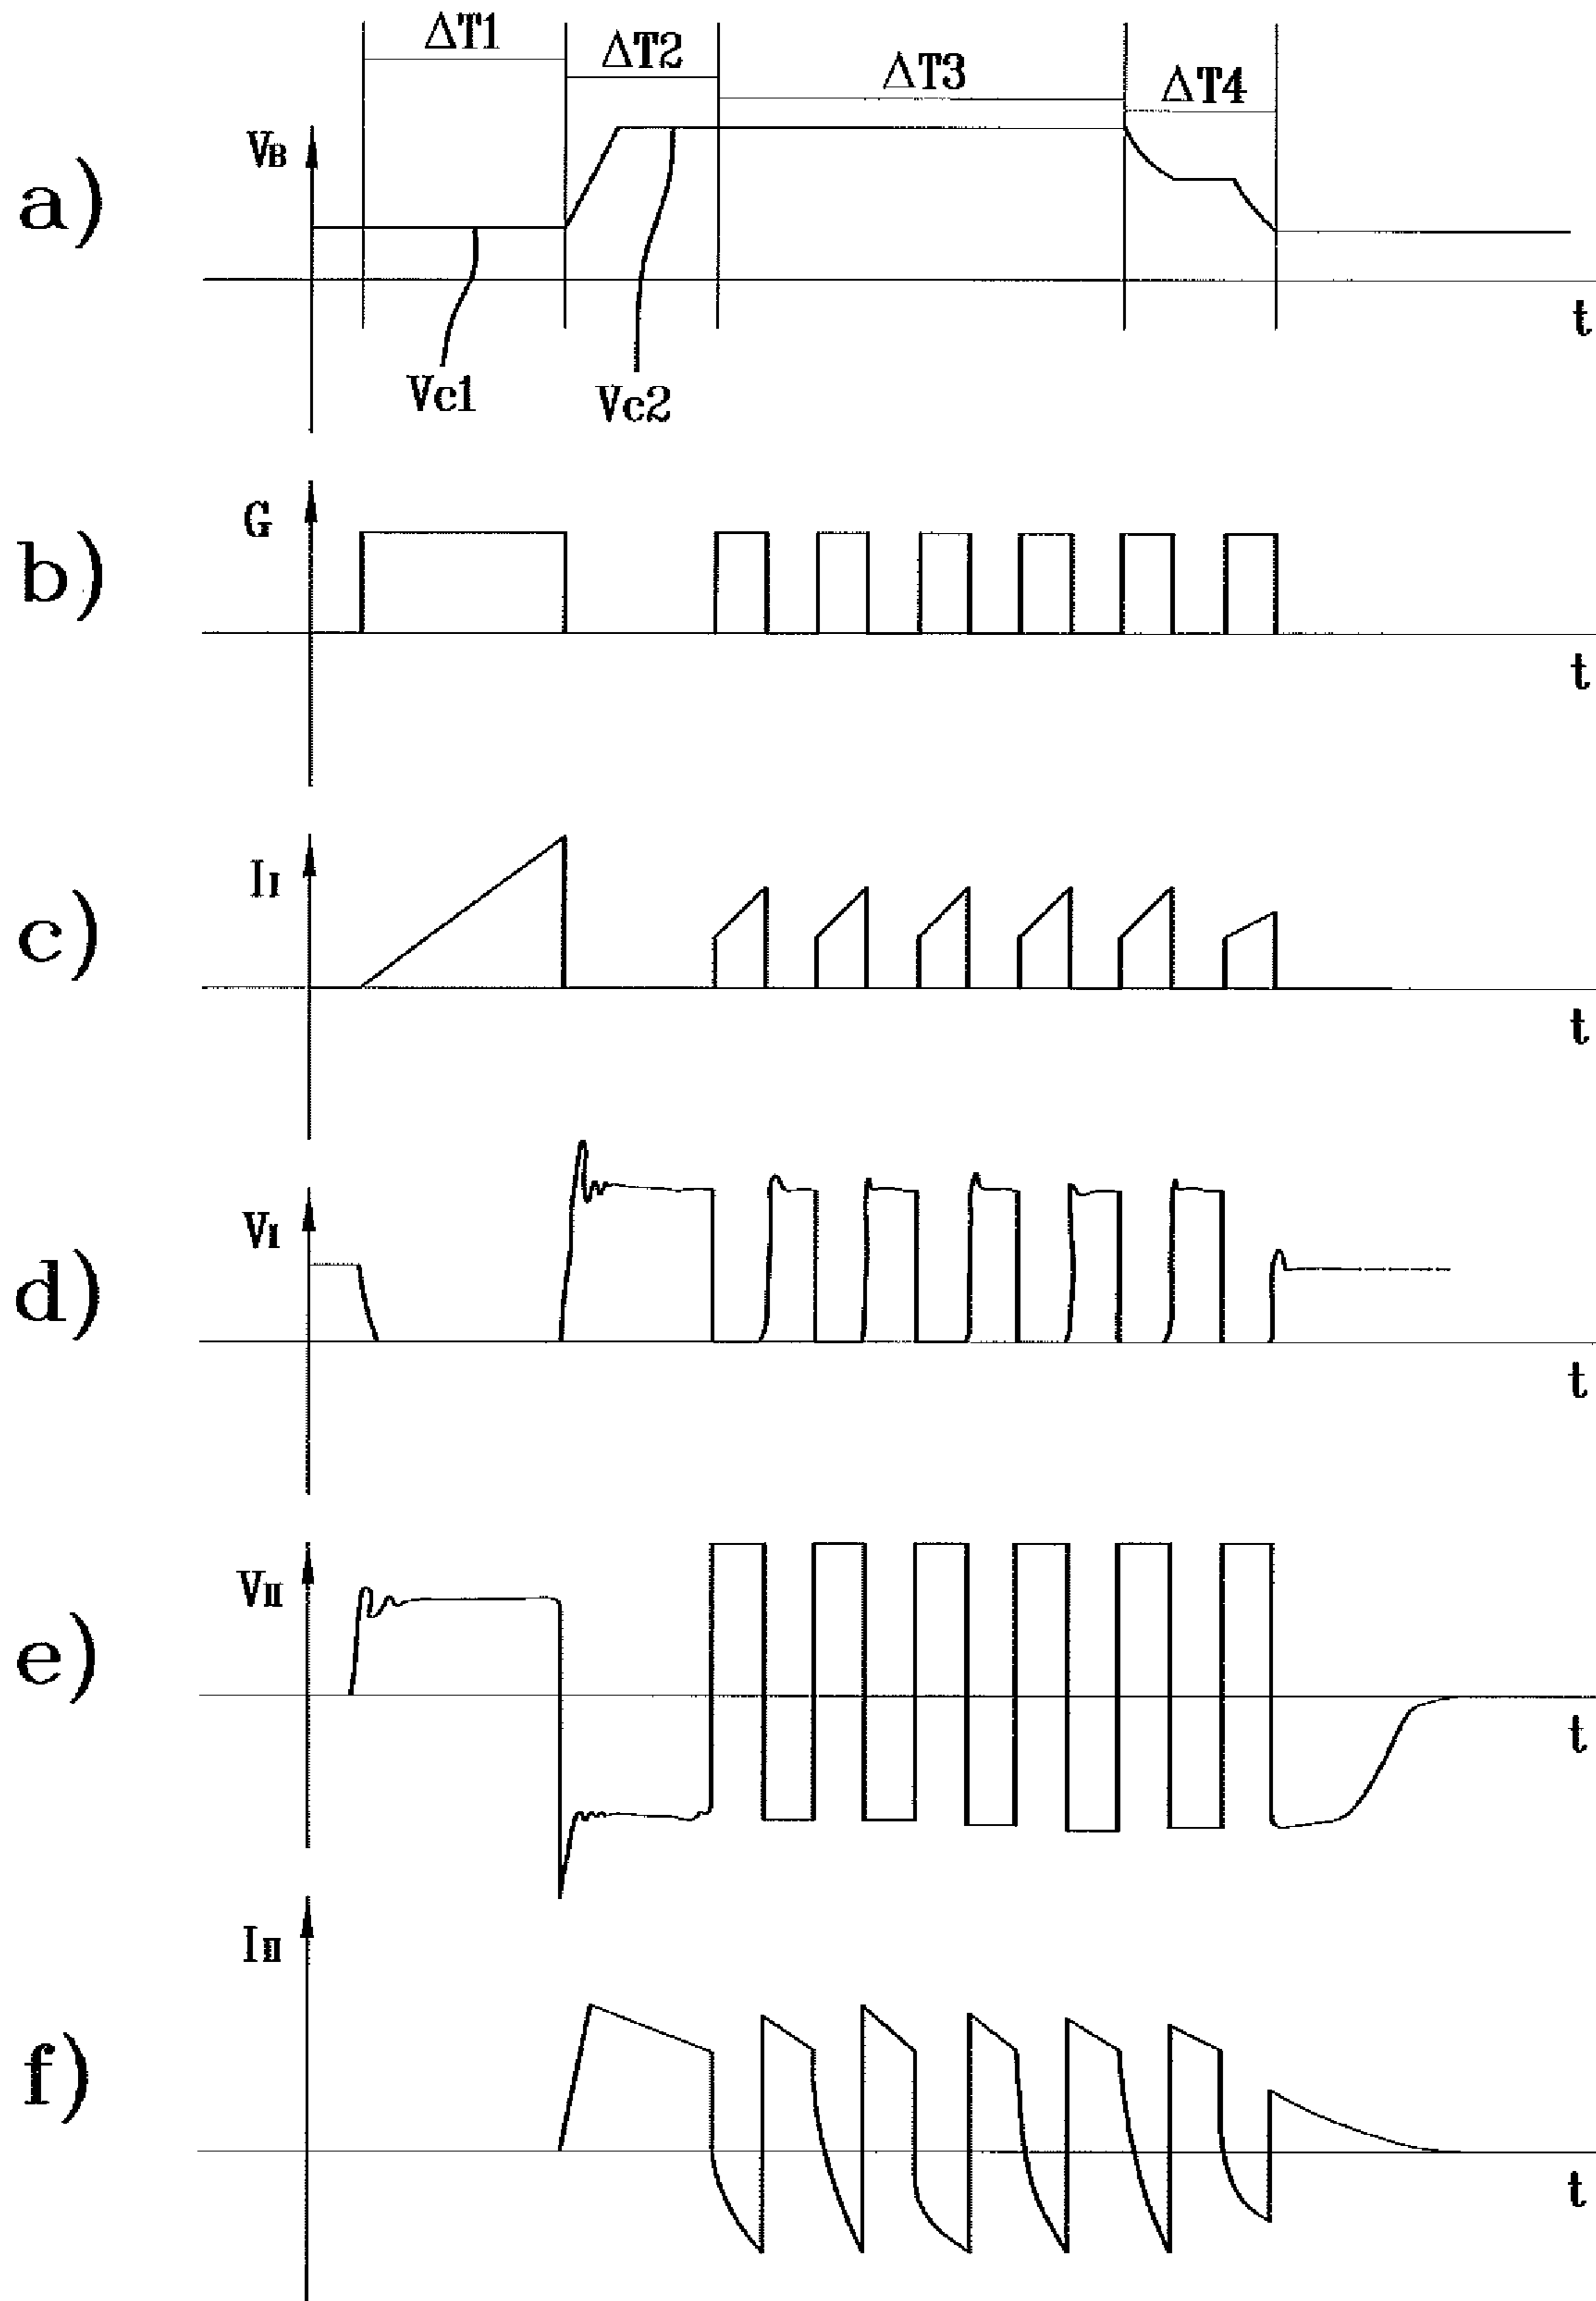 ΔT1
ΔT2
ΔT3
ΔT4
a)
VB
t
Vc1
Vc2
b)
G
t
c)
II
t
d)
VI
t
e)
VII
t
f)
III
t